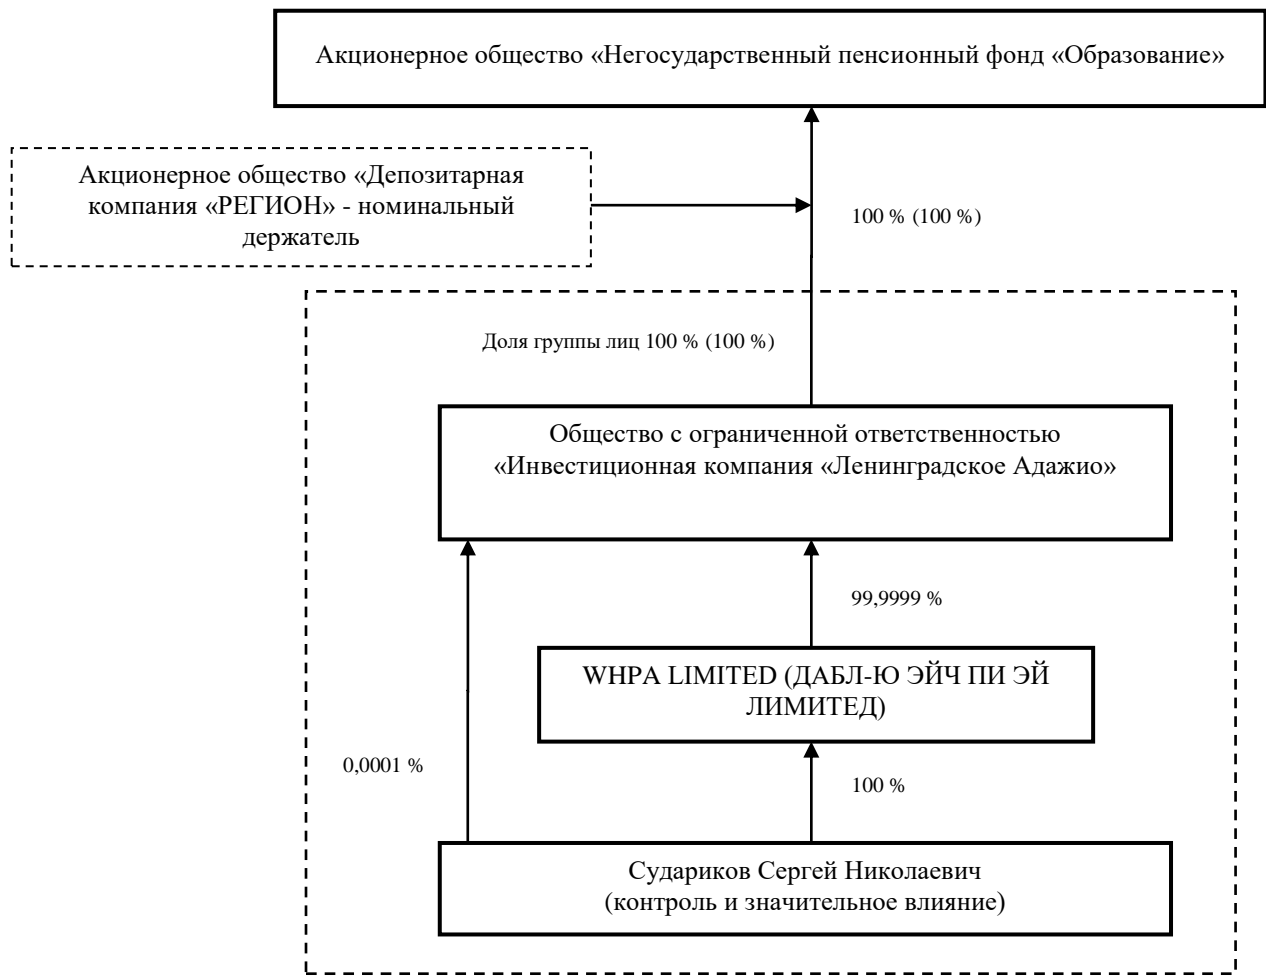 Акционерное общество «Негосударственный пенсионный фонд «Образование»
Акционерное общество «Депозитарная
компания «РЕГИОН» - номинальный
держатель
100 % (100 %)
Доля группы лиц 100 % (100 %)
Общество с ограниченной ответственностью
«Инвестиционная компания «Ленинградское Адажио»
99,9999 %
WHPA LIMITED (ДАБЛ-Ю ЭЙЧ ПИ ЭЙ
ЛИМИТЕД)
0,0001 %
100 %
Судариков Сергей Николаевич
(контроль и значительное влияние)